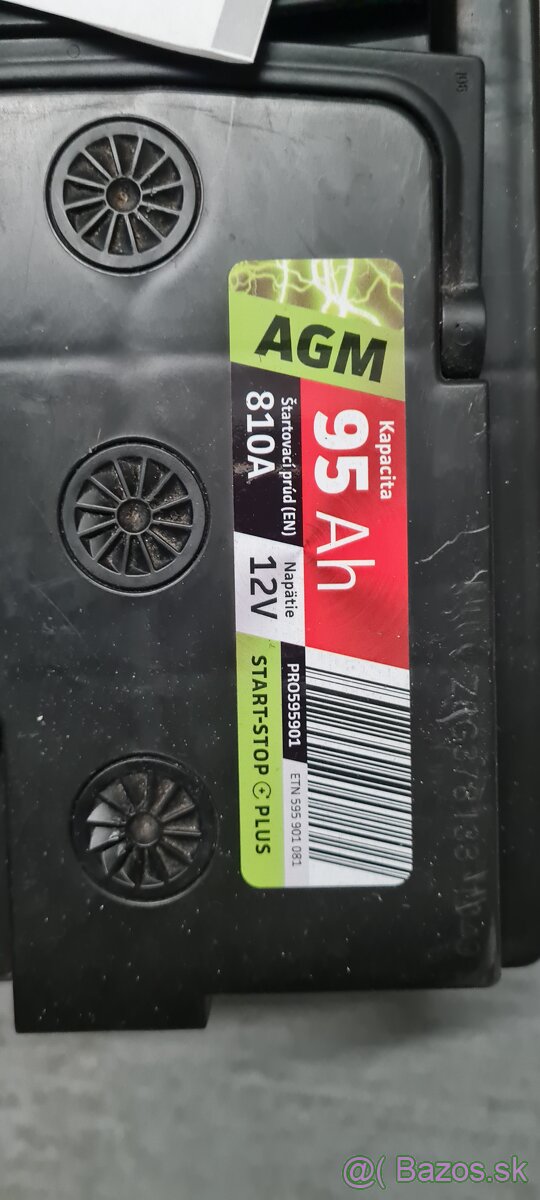 AGM
Kapacita
95 Ah
Štartovací prúd (EN)
810A
Napätie
12V
PRO595901
ETN 595 901 081
START-STOP PLUS
@( Bazos.sk